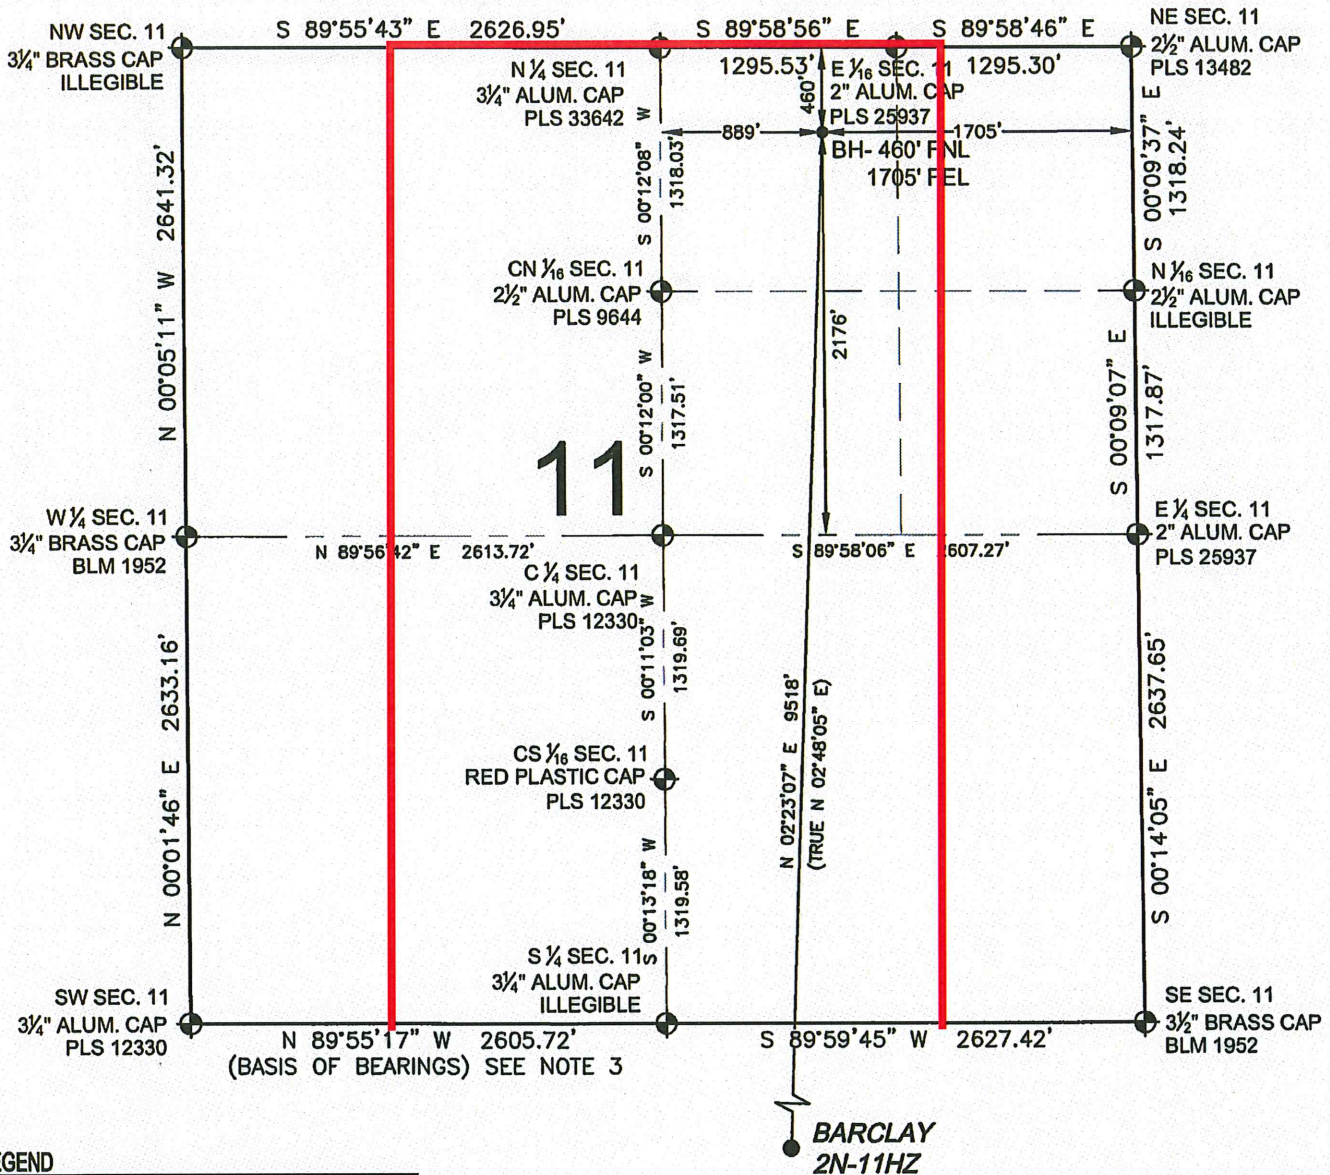 NW SEC. 11
3¼" BRASS CAP
ILLEGIBLE
S 89°55'43" E 2626.95'
S 89°58'56" E
1295.53'
S 89°58'46" E
1295.30'
NE SEC. 11
2½" ALUM. CAP
PLS 13482
N ¼ SEC. 11
3¼" ALUM. CAP
PLS 33642
E 1⁄16 SEC. 11
2" ALUM. CAP
PLS 25937
460'
889'
1705'
BH- 460' FNL
1705' FEL
N 00°05'11" W 2641.32'
S 00°12'08" W
1318.03'
S 00°09'37" E
1318.24'
CN 1⁄16 SEC. 11
2½" ALUM. CAP
PLS 9644
N 1⁄16 SEC. 11
2½" ALUM. CAP
ILLEGIBLE
2176'
S 00°12'00" W
1317.51'
S 00°09'07" E
1317.87'
11
W ¼ SEC. 11
3¼" BRASS CAP
BLM 1952
N 89°56'42" E 2613.72'
S 89°58'06" E 2607.27'
E ¼ SEC. 11
2" ALUM. CAP
PLS 25937
C ¼ SEC. 11
3¼" ALUM. CAP
PLS 12330
N 00°01'46" E 2633.16'
S 00°11'03" W
1319.69'
N 02°23'07" E 9518'
(TRUE N 02°48'05" E)
S 00°14'05" E 2637.65'
CS 1⁄16 SEC. 11
RED PLASTIC CAP
PLS 12330
S 00°13'18" W
1319.58'
S ¼ SEC. 11
3¼" ALUM. CAP
ILLEGIBLE
SW SEC. 11
3¼" ALUM. CAP
PLS 12330
SE SEC. 11
3½" BRASS CAP
BLM 1952
N 89°55'17" W 2605.72'
(BASIS OF BEARINGS) SEE NOTE 3
S 89°59'45" W 2627.42'
BARCLAY
2N-11HZ
EGEND